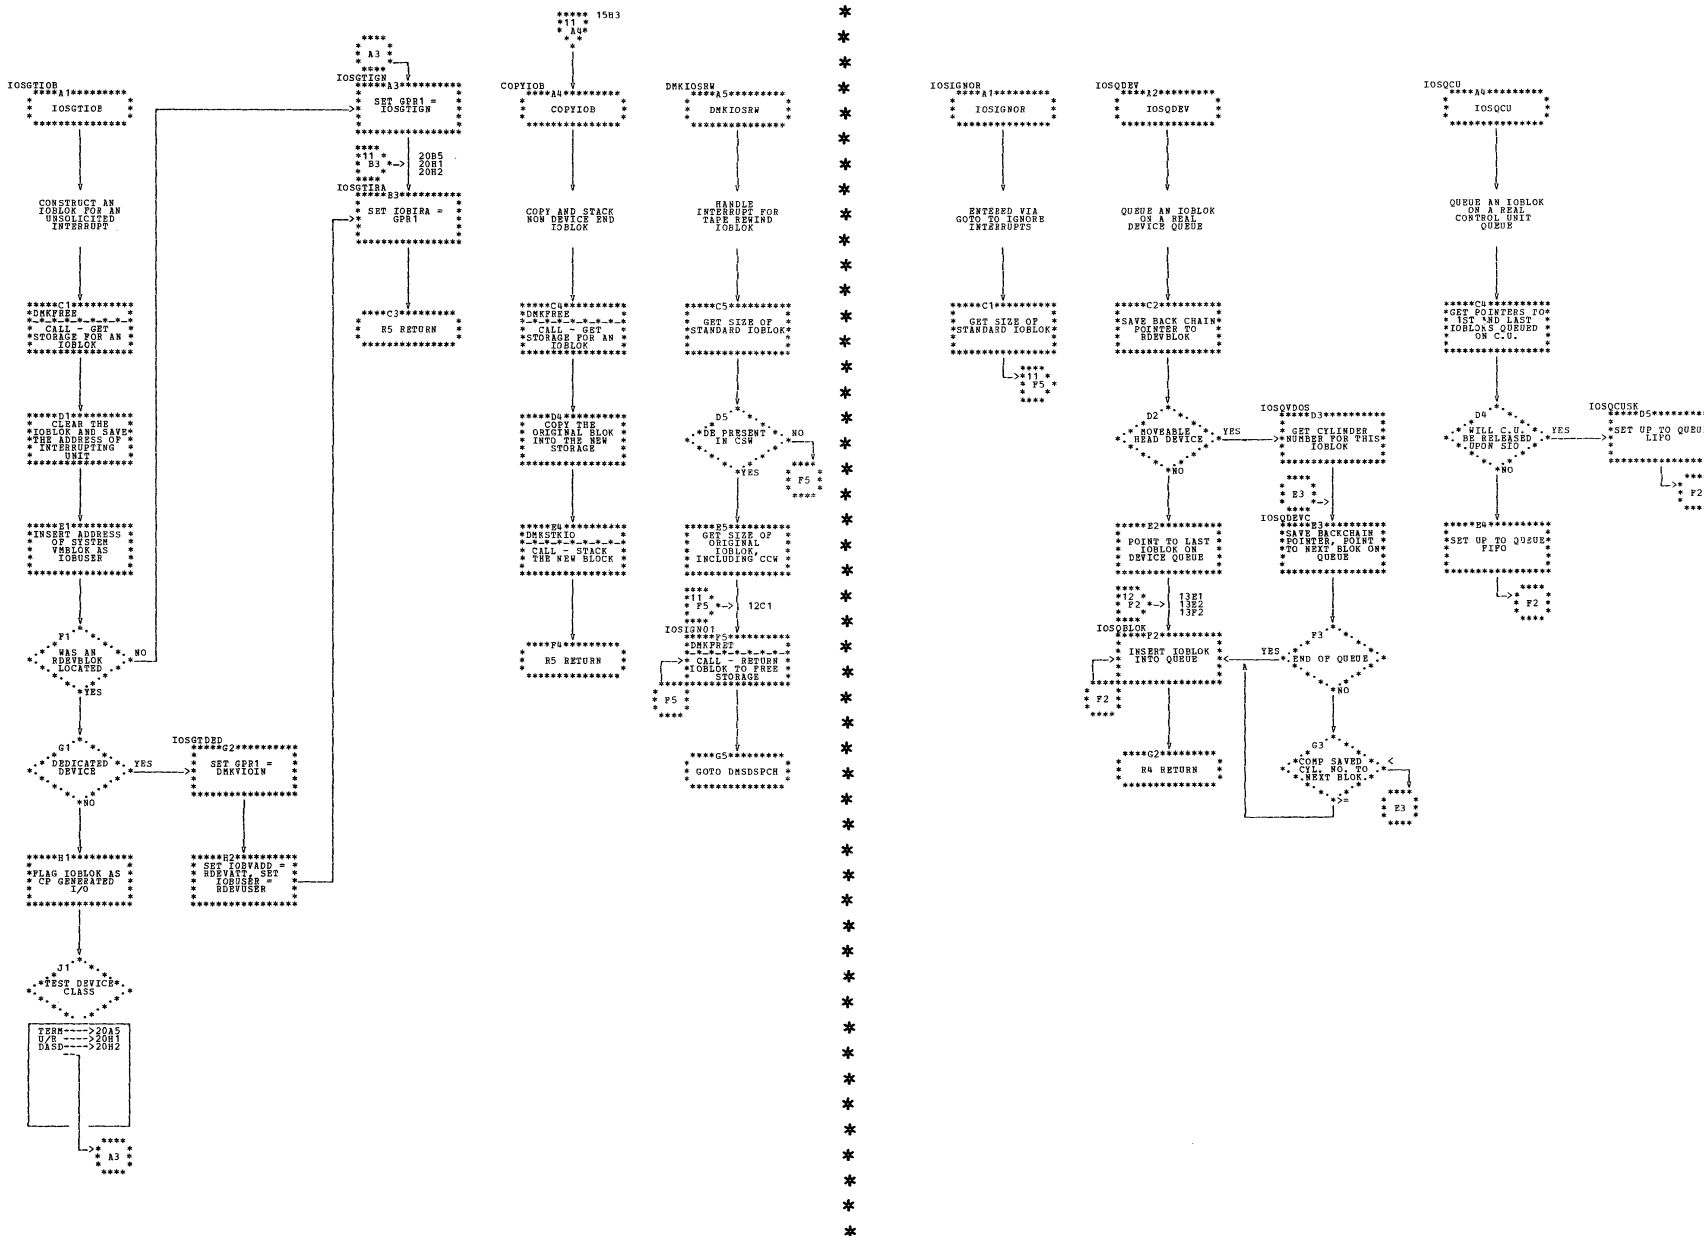 IOSGTIOB
A1
IOSGTIOB
CONSTRUCT AN
IOBLOK FOR AN
UNSOLICITED
INTERRUPT
C1
DMKFREE
CALL - GET
STORAGE FOR AN
IOBLOK
D1
CLEAR THE
IOBLOK AND SAVE
THE ADDRESS OF
INTERRUPTING
UNIT
E1
INSERT ADDRESS
OF SYSTEM
VMBLOK AS
IOBUSER
F1
WAS AN
RDEVBLOK
LOCATED
NO
YES
G1
DEDICATED
DEVICE
YES
NO
IOSGTDED
G2
SET GPR1 =
DMKVIOIN
H1
FLAG IOBLOK AS
CP GENERATED
I/O
H2
SET IOBVADD =
RDEVATT, SET
IOBUSER =
RDEVUSER
J1
TEST DEVICE
CLASS
TERM---->20A5
U/R ---->20H1
DASD---->20H2
A3
A3
IOSGTIGN
A3
SET GPR1 =
IOSGTIGN
11
B3
20B5
20H1
20H2
IOSGTIRA
B3
SET IOBIRA =
GPR1
C3
R5 RETURN
11
A4
15H3
COPYIOB
A4
COPYIOB
COPY AND STACK
NON DEVICE END
IOBLOK
C4
DMKFREE
CALL - GET
STORAGE FOR AN
IOBLOK
D4
COPY THE
ORIGINAL BLOK
INTO THE NEW
STORAGE
E4
DMKSTKIO
CALL - STACK
THE NEW BLOCK
F4
R5 RETURN
DMKIOSRW
A5
DMKIOSRW
HANDLE
INTERRUPT FOR
TAPE REWIND
IOBLOK
C5
GET SIZE OF
STANDARD IOBLOK
D5
DE PRESENT
IN CSW
NO
F5
YES
E5
GET SIZE OF
ORIGINAL
IOBLOK,
INCLUDING CCW
11
F5
12C1
IOSIGNO1
F5
DMKFRET
CALL - RETURN
IOBLOK TO FREE
STORAGE
F5
G5
GOTO DMSDSPCH
IOSIGNOR
A1
IOSIGNOR
ENTERED VIA
GOTO TO IGNORE
INTERRUPTS
C1
GET SIZE OF
STANDARD IOBLOK
11
F5
IOSQDEV
A2
IOSQDEV
QUEUE AN IOBLOK
ON A REAL
DEVICE QUEUE
C2
SAVE BACK CHAIN
POINTER TO
RDEVBLOK
D2
MOVEABLE
HEAD DEVICE
YES
NO
IOSQVDOS
D3
GET CYLINDER
NUMBER FOR THIS
IOBLOK
E3
E2
POINT TO LAST
IOBLOK ON
DEVICE QUEUE
IOSQDEVC
E3
SAVE BACKCHAIN
POINTER, POINT
TO NEXT BLOK ON
QUEUE
12
F2
13E1
13E2
13F2
IOSQBLOK
F2
INSERT IOBLOK
INTO QUEUE
F2
YES
F3
END OF QUEUE
NO
G2
R4 RETURN
G3
COMP SAVED
CYL. NO. TO
NEXT BLOK.
<
>=
E3
IOSQCU
A4
IOSQCU
QUEUE AN IOBLOK
ON A REAL
CONTROL UNIT
QUEUE
C4
GET POINTERS TO
1ST AND LAST
IOBLOKS QUEUED
ON C.U.
D4
WILL C.U.
BE RELEASED
UPON SIO
YES
NO
IOSQCUSK
D5
SET UP TO QUEU
LIFO
F2
E4
SET UP TO QUEUE
FIFO
F2